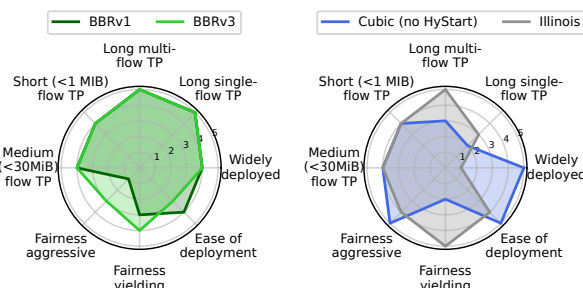 BBRv1
BBRv3
Long multi-
flow TP
Short (<1 MIB)
flow TP
Long single-
flow TP
1 2 3 4 5
Medium
(<30MiB)
flow TP
Widely
deployed
Fairness
aggressive
Ease of
deployment
Fairness
yielding
Cubic (no HyStart)
Illinois
Long multi-
flow TP
Short (<1 MIB)
flow TP
Long single-
flow TP
1 2 3 4 5
Medium
(<30MiB)
flow TP
Widely
deployed
Fairness
aggressive
Ease of
deployment
Fairness
yielding